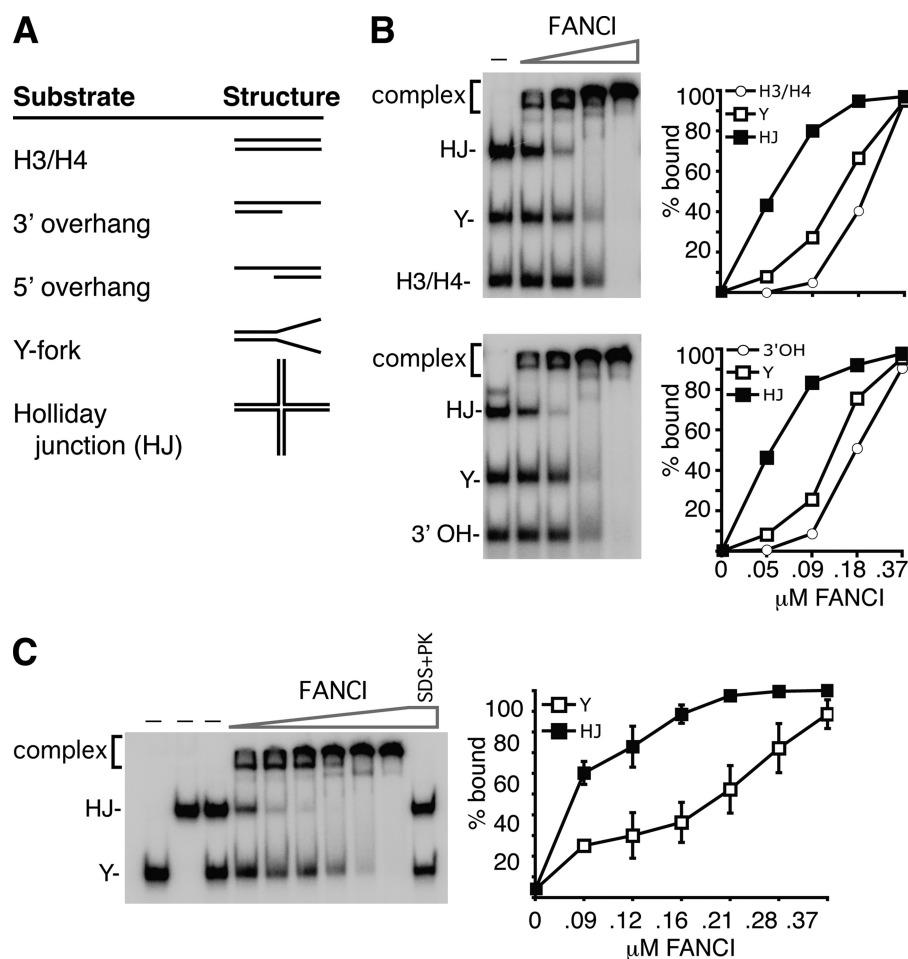 A
Substrate Structure
H3/H4
3’ overhang
5’ overhang
Y-fork
Holliday
junction (HJ)
B
FANCI
–
complex[
HJ-
Y-
H3/H4-
% bound
100
80
60
40
20
H3/H4
Y
HJ
complex[
HJ-
Y-
3’ OH-
% bound
100
80
60
40
20
3'OH
Y
HJ
0 .05 .09 .18 .37
µM FANCI
C
FANCI
SDS+PK
– – –
complex[
HJ-
Y-
% bound
100
80
60
40
20
Y
HJ
0 .09 .12 .16 .21 .28 .37
µM FANCI